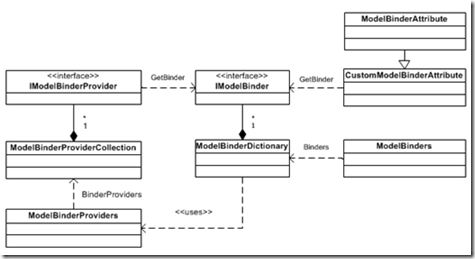 ModelBinderAttribute
<<interface>>
IModelBinderProvider
GetBinder
<<interface>>
IModelBinder
GetBinder
CustomModelBinderAttribute
*
1
*
1
ModelBinderProviderCollection
ModelBinderDictionary
Binders
ModelBinders
BinderProviders
<<uses>>
ModelBinderProviders